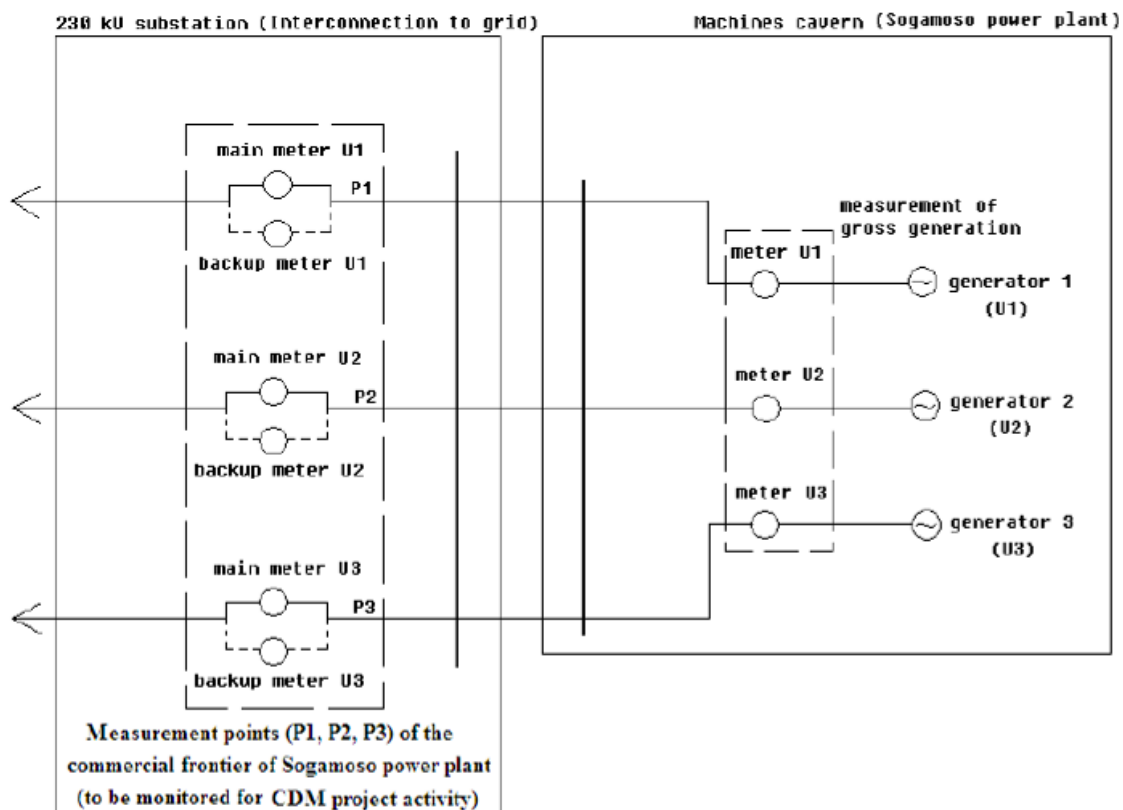 230 kV substation (Interconnection to grid)
Machines cavern (Sogamoso power plant)
main meter U1
P1
backup meter U1
measurement of
gross generation
meter U1
generator 1
(U1)
main meter U2
P2
backup meter U2
meter U2
generator 2
(U2)
meter U3
generator 3
(U3)
main meter U3
P3
backup meter U3
Measurement points (P1, P2, P3) of the
commercial frontier of Sogamoso power plant
(to be monitored for CDM project activity)